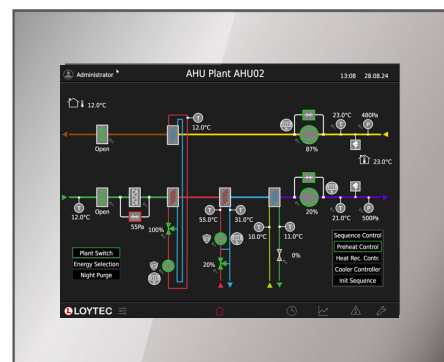 Administrator
AHU Plant AHU02
13:08 28.08.24
12.0°C
T
12.0°C
23.0°C
T
480Pa
P
Open
87%
23.0°C
12.0°C
T
Open
55Pa
100%
55.0°C
T
31.0°C
T
10.0°C
T
11.0°C
T
20%
21.0°C
T
500Pa
P
0%
20%
Plant Switch
Energy Selection
Night Purge
Sequence Control
Preheat Control
Heat Rec. Contr.
Cooler Controller
Init Sequence
LOYTEC